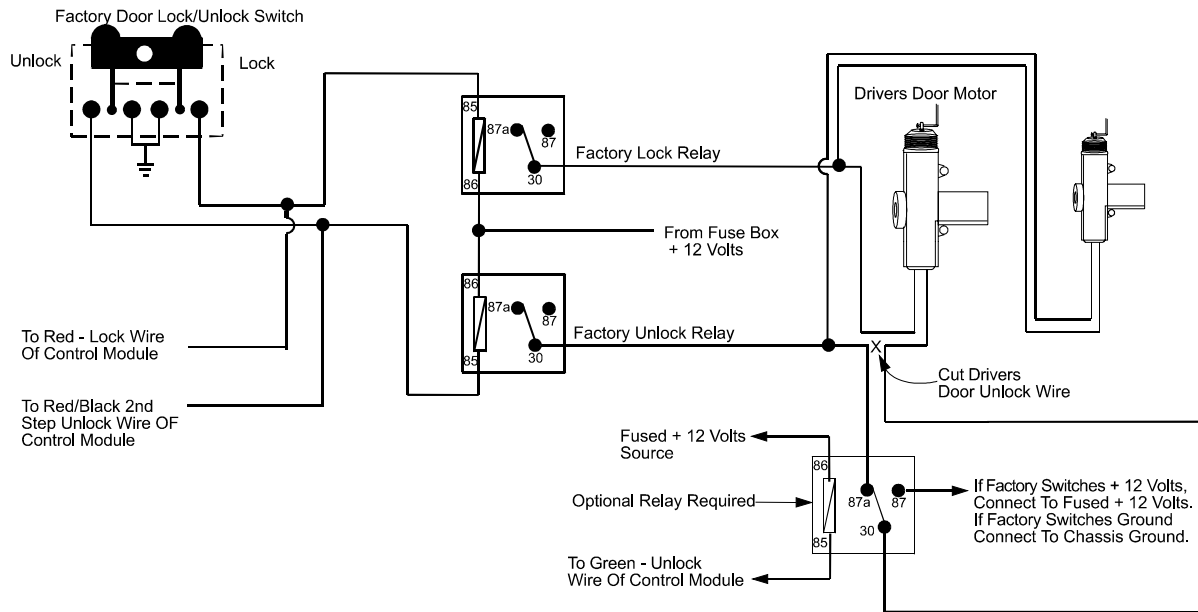 Factory Door Lock/Unlock Switch
Unlock
Lock
85
87a
87
30
86
Factory Lock Relay
Drivers Door Motor
From Fuse Box
+ 12 Volts
86
87a
87
30
85
Factory Unlock Relay
To Red - Lock Wire
Of Control Module
To Red/Black 2nd
Step Unlock Wire OF
Control Module
X
Cut Drivers
Door Unlock Wire
Fused + 12 Volts
Source
Optional Relay Required
86
87a
87
30
85
If Factory Switches + 12 Volts,
Connect To Fused + 12 Volts.
If Factory Switches Ground
Connect To Chassis Ground.
To Green - Unlock
Wire Of Control Module